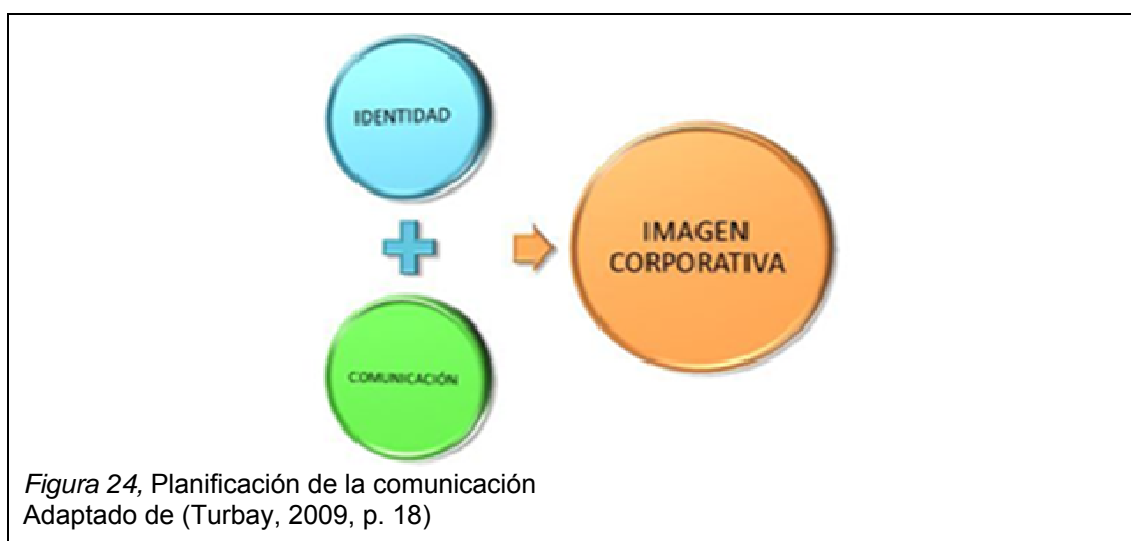 IDENTIDAD
COMUNICACIÓN
IMAGEN
CORPORATIVA
Figura 24, Planificación de la comunicación
Adaptado de (Turbay, 2009, p. 18)